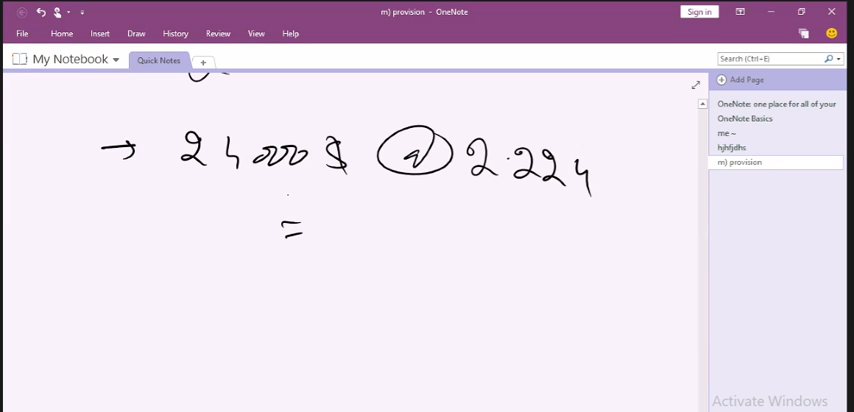 m) provision - OneNote
Sign in
File Home Insert Draw History Review View Help
My Notebook Quick Notes
Search (Ctrl+E)
Add Page
OneNote: one place for all of your
OneNote Basics
me ~
hjhfjdhs
m) provision
→ 24000 $ @ 2.224
=
Activate Windows